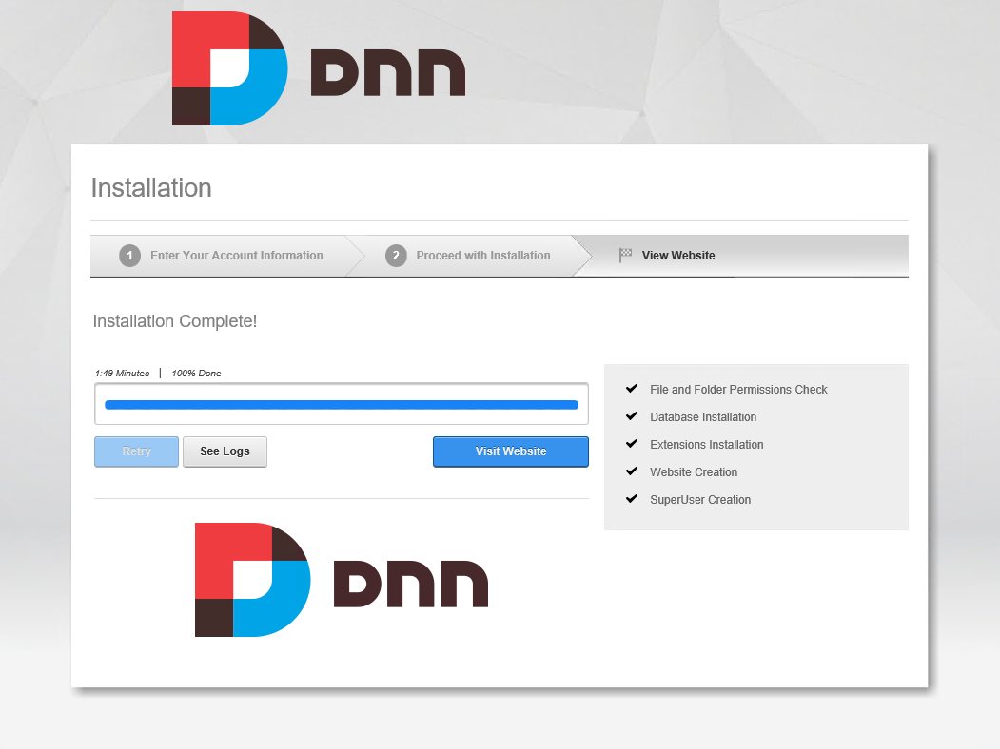 DNN
Installation
1 Enter Your Account Information
2 Proceed with Installation
View Website
Installation Complete!
1:49 Minutes | 100% Done
Retry
See Logs
Visit Website
File and Folder Permissions Check
Database Installation
Extensions Installation
Website Creation
SuperUser Creation
DNN